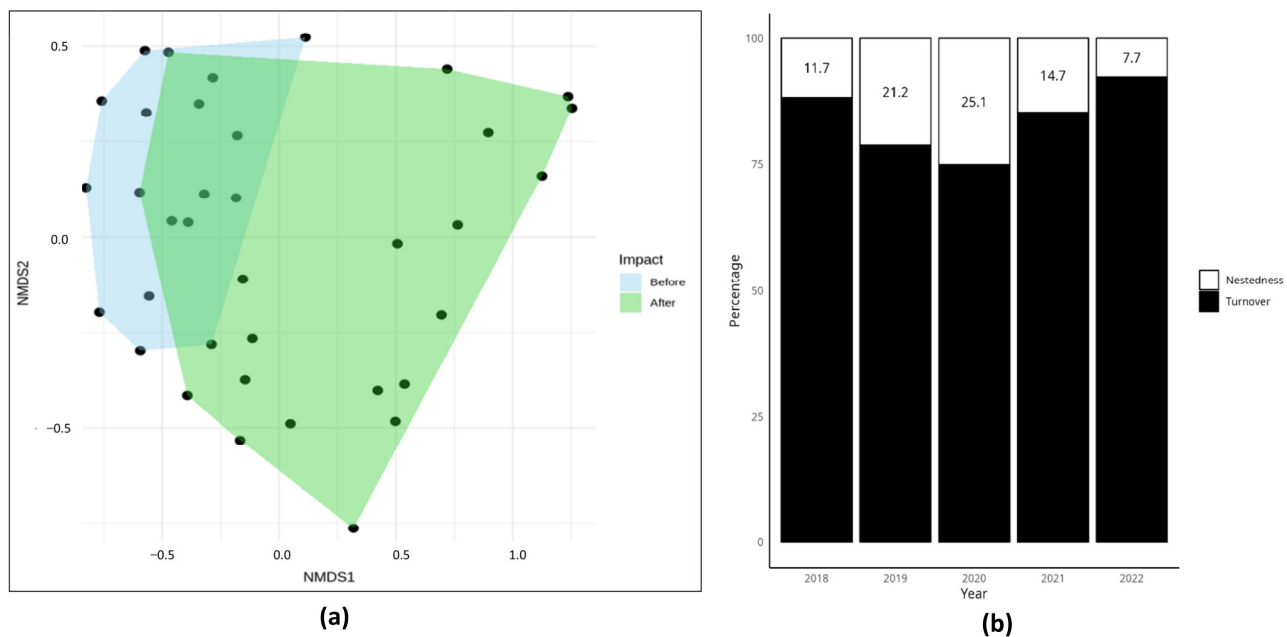 0.5
0.0
−0.5
NMDS2
−0.5 0.0 0.5 1.0
NMDS1
Impact
Before
After
(a)
100
75
50
25
0
Percentage
11.7 21.2 25.1 14.7 7.7
2018 2019 2020 2021 2022
Year
Nestedness
Turnover
(b)